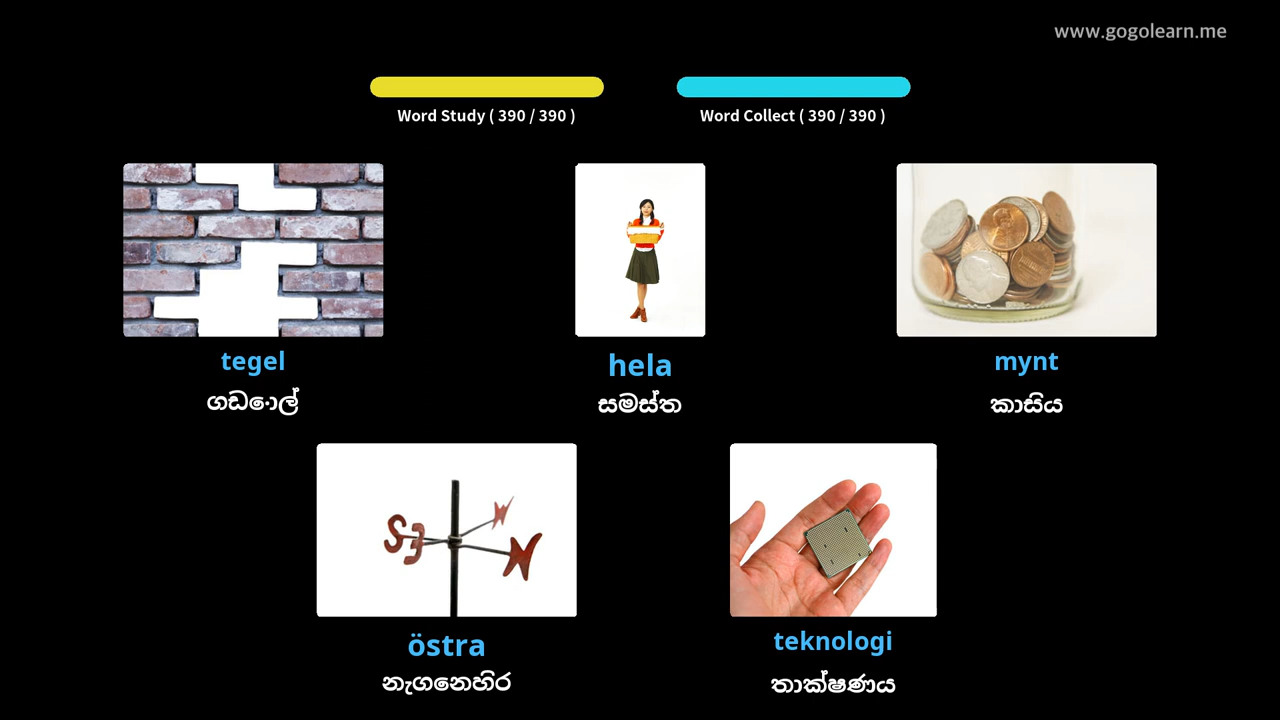 www.gogolearn.me
Word Study ( 390 / 390 )
Word Collect ( 390 / 390 )
tegel
hela
mynt
ගඩොල්
සමස්ත
කාසිය
östra
teknologi
නැගෙනහිර
තාක්ෂණය